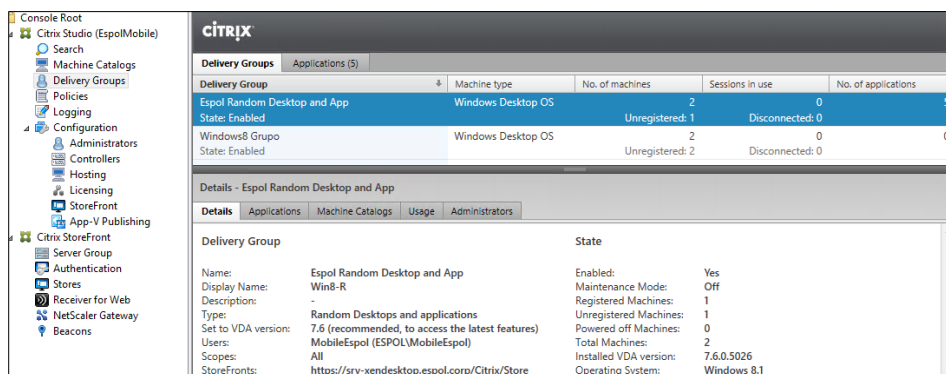 Console Root
Citrix Studio (EspolMobile)
Search
Machine Catalogs
Delivery Groups
Policies
Logging
Configuration
Administrators
Controllers
Hosting
Licensing
StoreFront
App-V Publishing
Citrix StoreFront
Server Group
Authentication
Stores
Receiver for Web
NetScaler Gateway
Beacons
CİTRIX
Delivery Groups Applications (5)
Delivery Group Machine type No. of machines Sessions in use No. of applications
Espol Random Desktop and App Windows Desktop OS 2 0
State: Enabled Unregistered: 1 Disconnected: 0
Windows8 Grupo Windows Desktop OS 2 0
State: Enabled Unregistered: 2 Disconnected: 0
Details - Espol Random Desktop and App
Details Applications Machine Catalogs Usage Administrators
Delivery Group State
Name: Espol Random Desktop and App Enabled: Yes
Display Name: Win8-R Maintenance Mode: Off
Description: - Registered Machines: 1
Type: Random Desktops and applications Unregistered Machines: 1
Set to VDA version: 7.6 (recommended, to access the latest features) Powered off Machines: 0
Users: MobileEspol (ESPOL\MobileEspol) Total Machines: 2
Scopes: All Installed VDA version: 7.6.0.5026
StoreFronts: https://srv-xendesktop.espol.corp/Citrix/Store Operating System: Windows 8.1